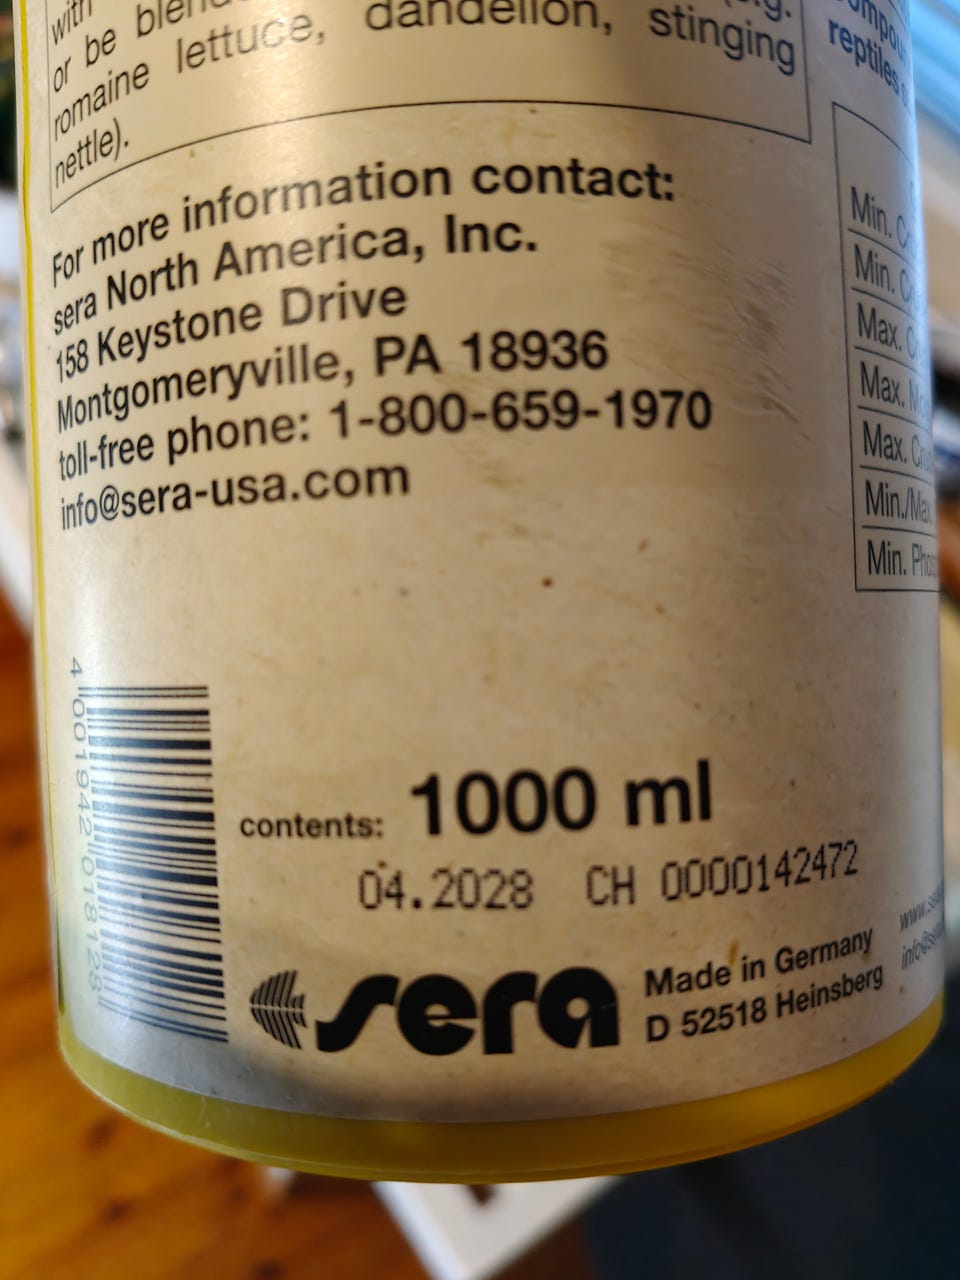 with
or be blend
romaine lettuce, dandelion, stinging
nettle).
For more information contact:
sera North America, Inc.
158 Keystone Drive
Montgomeryville, PA 18936
toll-free phone: 1-800-659-1970
info@sera-usa.com
reptiles
Min.
Min.
Max.
Max.
Max.
Min./Max.
Min.
4 001942 018128
contents: 1000 ml
04.2028 CH 0000142472
sera
Made in Germany
D 52518 Heinsberg